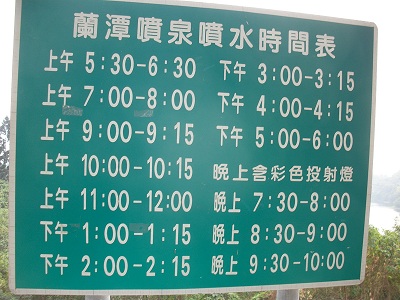 蘭潭噴泉噴水時間表
上午 5:30-6:30
上午 7:00-8:00
上午 9:00-9:15
上午 10:00-10:15
上午 11:00-12:00
下午 1:00-1:15
下午 2:00-2:15
下午 3:00-3:15
下午 4:00-4:15
下午 5:00-6:00
晚上含彩色投射燈
晚上 7:30-8:00
晚上 8:30-9:00
晚上 9:30-10:00